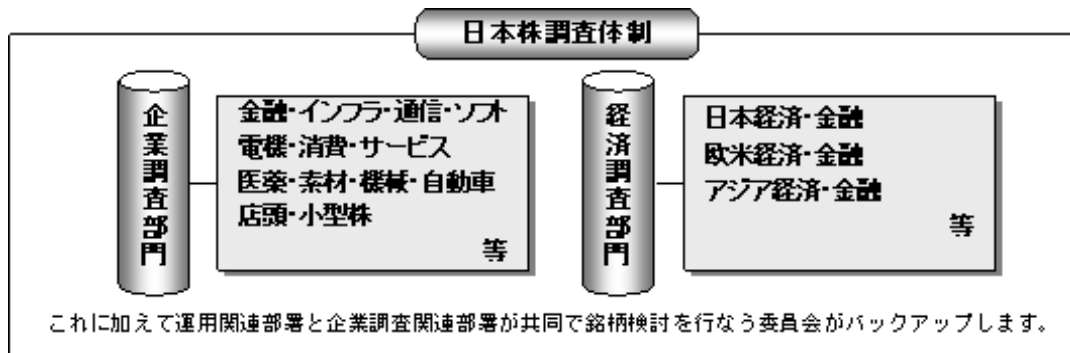 日本株調査体制
企業調査部門
金融・インフラ・通信・ソフト
電機・消費・サービス
医薬・素材・機械・自動車
店頭・小型株
等
経済調査部門
日本経済・金融
欧米経済・金融
アジア経済・金融
等
これに加えて運用関連部署と企業調査関連部署が共同で銘柄検討を行なう委員会がバックアップします。